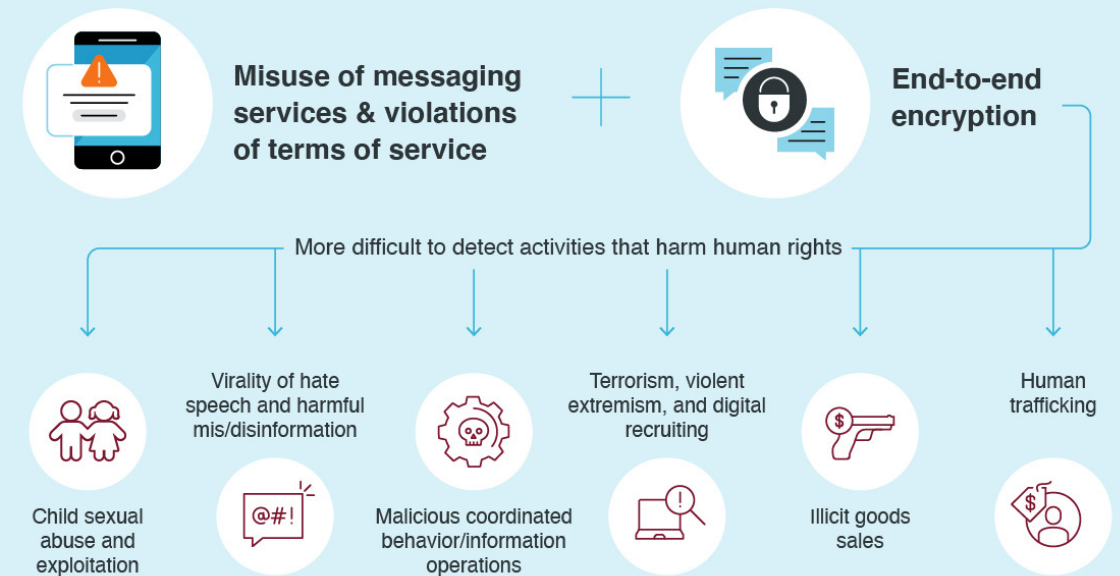 Misuse of messaging
services & violations
of terms of service
End-to-end
encryption
More difficult to detect activities that harm human rights
Child sexual
abuse and
exploitation
Virality of hate
speech and harmful
mis/disinformation
@#!
Malicious coordinated
behavior/information
operations
Terrorism, violent
extremism, and digital
recruiting
!
$
Illicit goods
sales
Human
trafficking
$